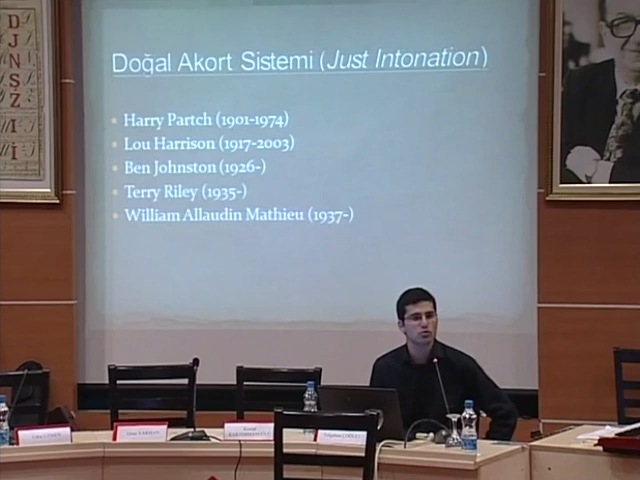 Doğal Akort Sistemi (Just Intonation)
Harry Partch (1901-1974)
Lou Harrison (1917-2003)
Ben Johnston (1926-)
Terry Riley (1935-)
William Allaudin Mathieu (1937-)